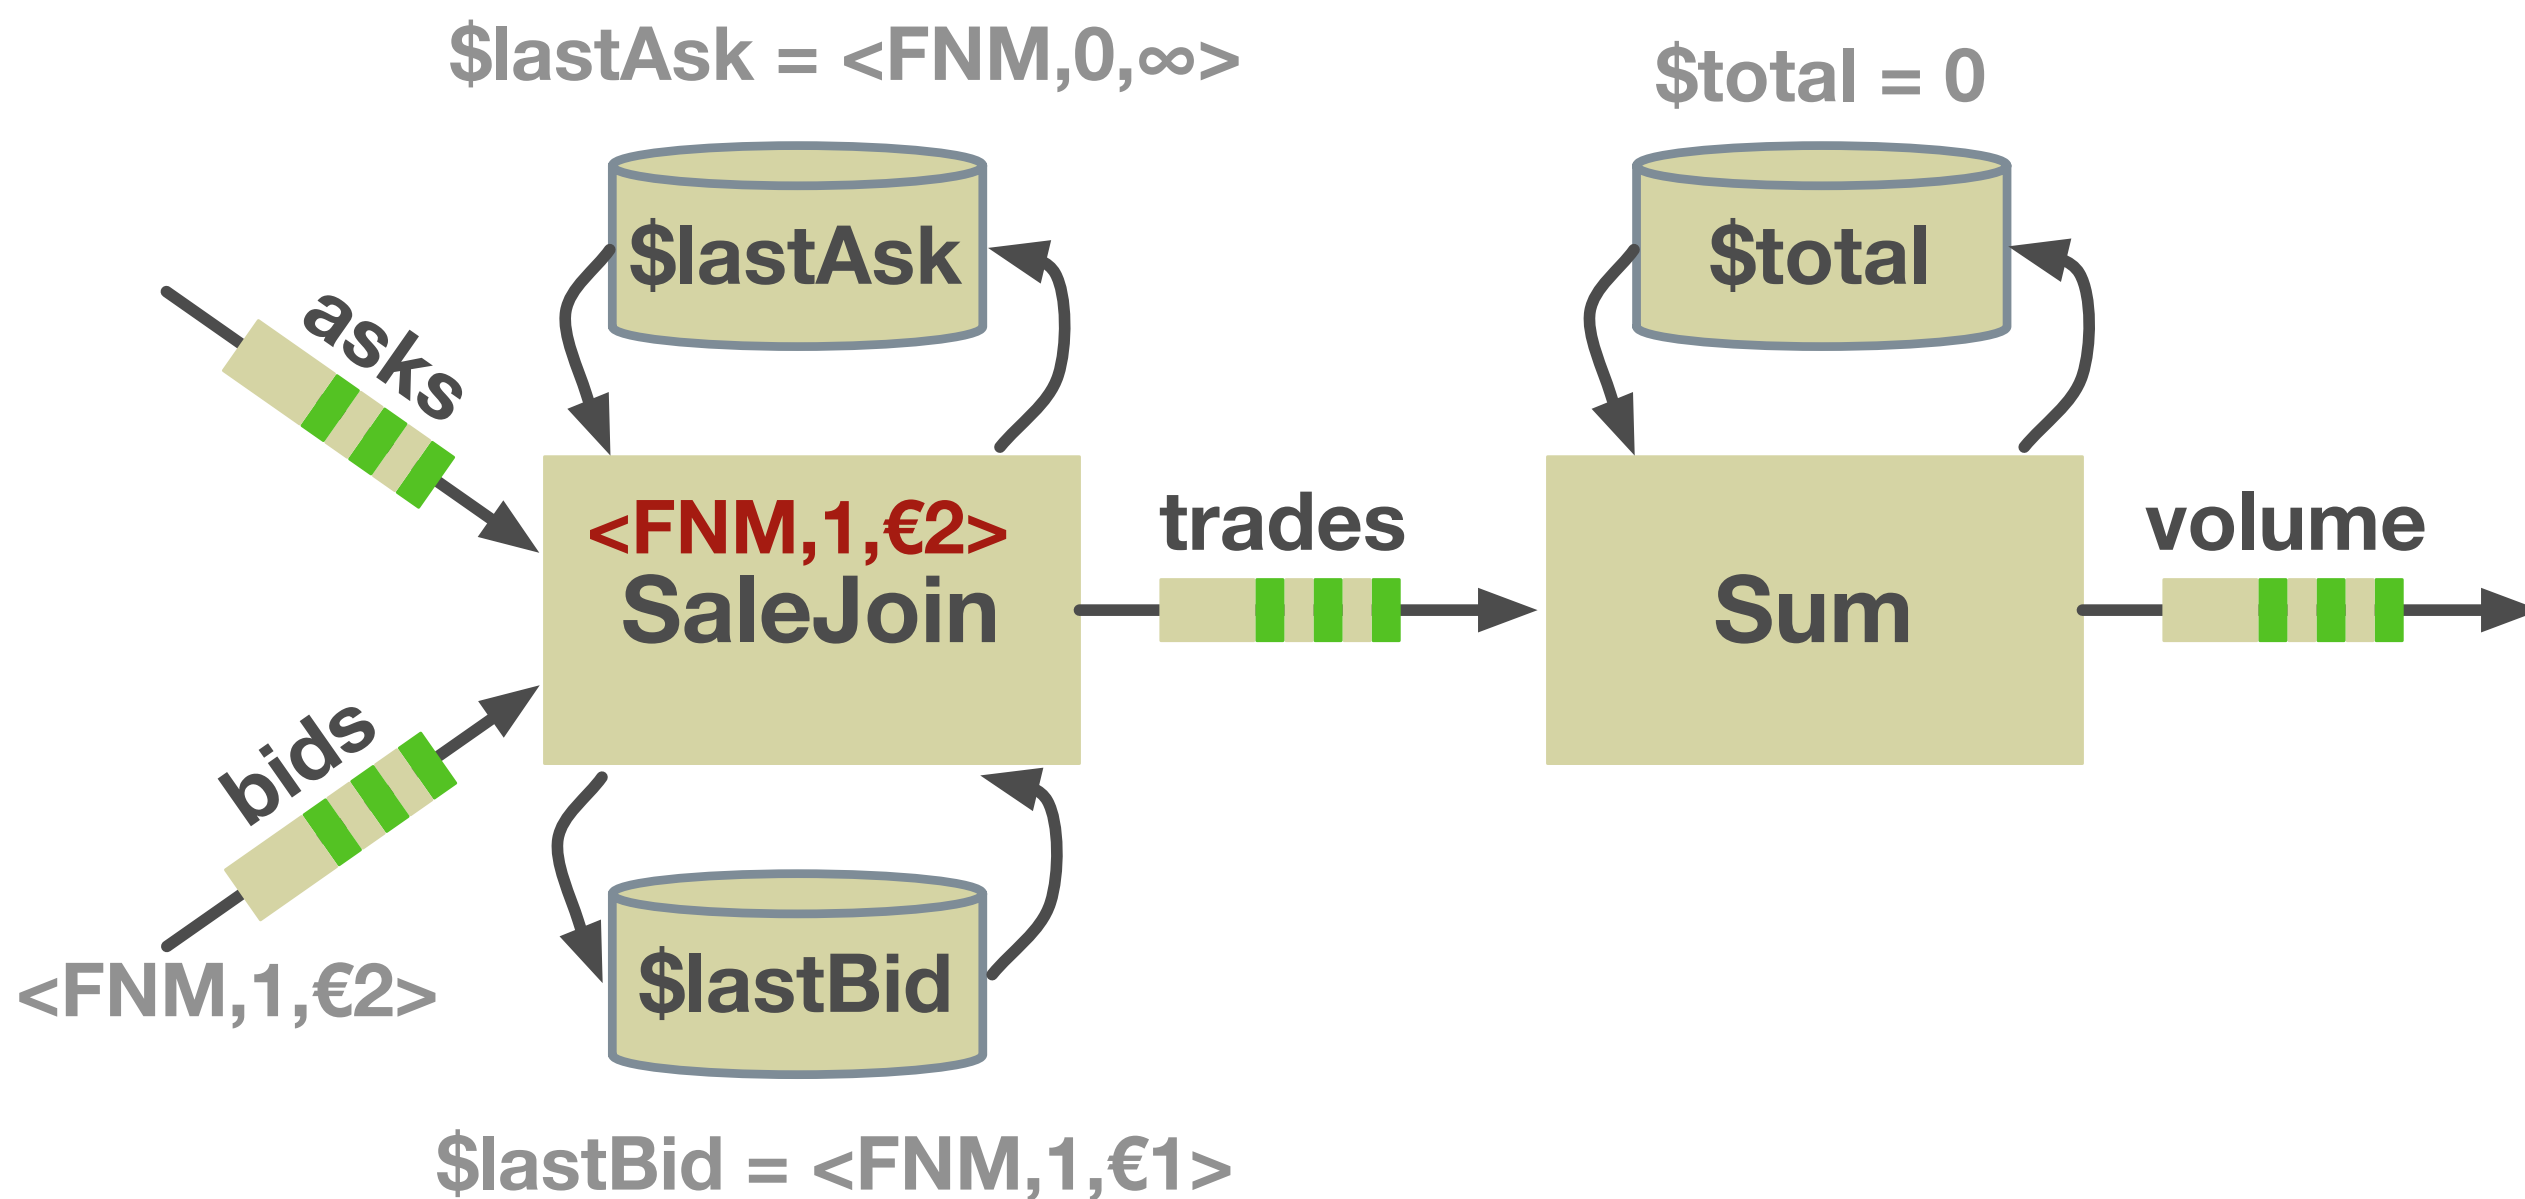 $lastAsk = <FNM,0,∞>
$total = 0
$lastAsk
$total
asks
<FNM,1,€2>
SaleJoin
trades
Sum
volume
bids
<FNM,1,€2>
$lastBid
$lastBid = <FNM,1,€1>